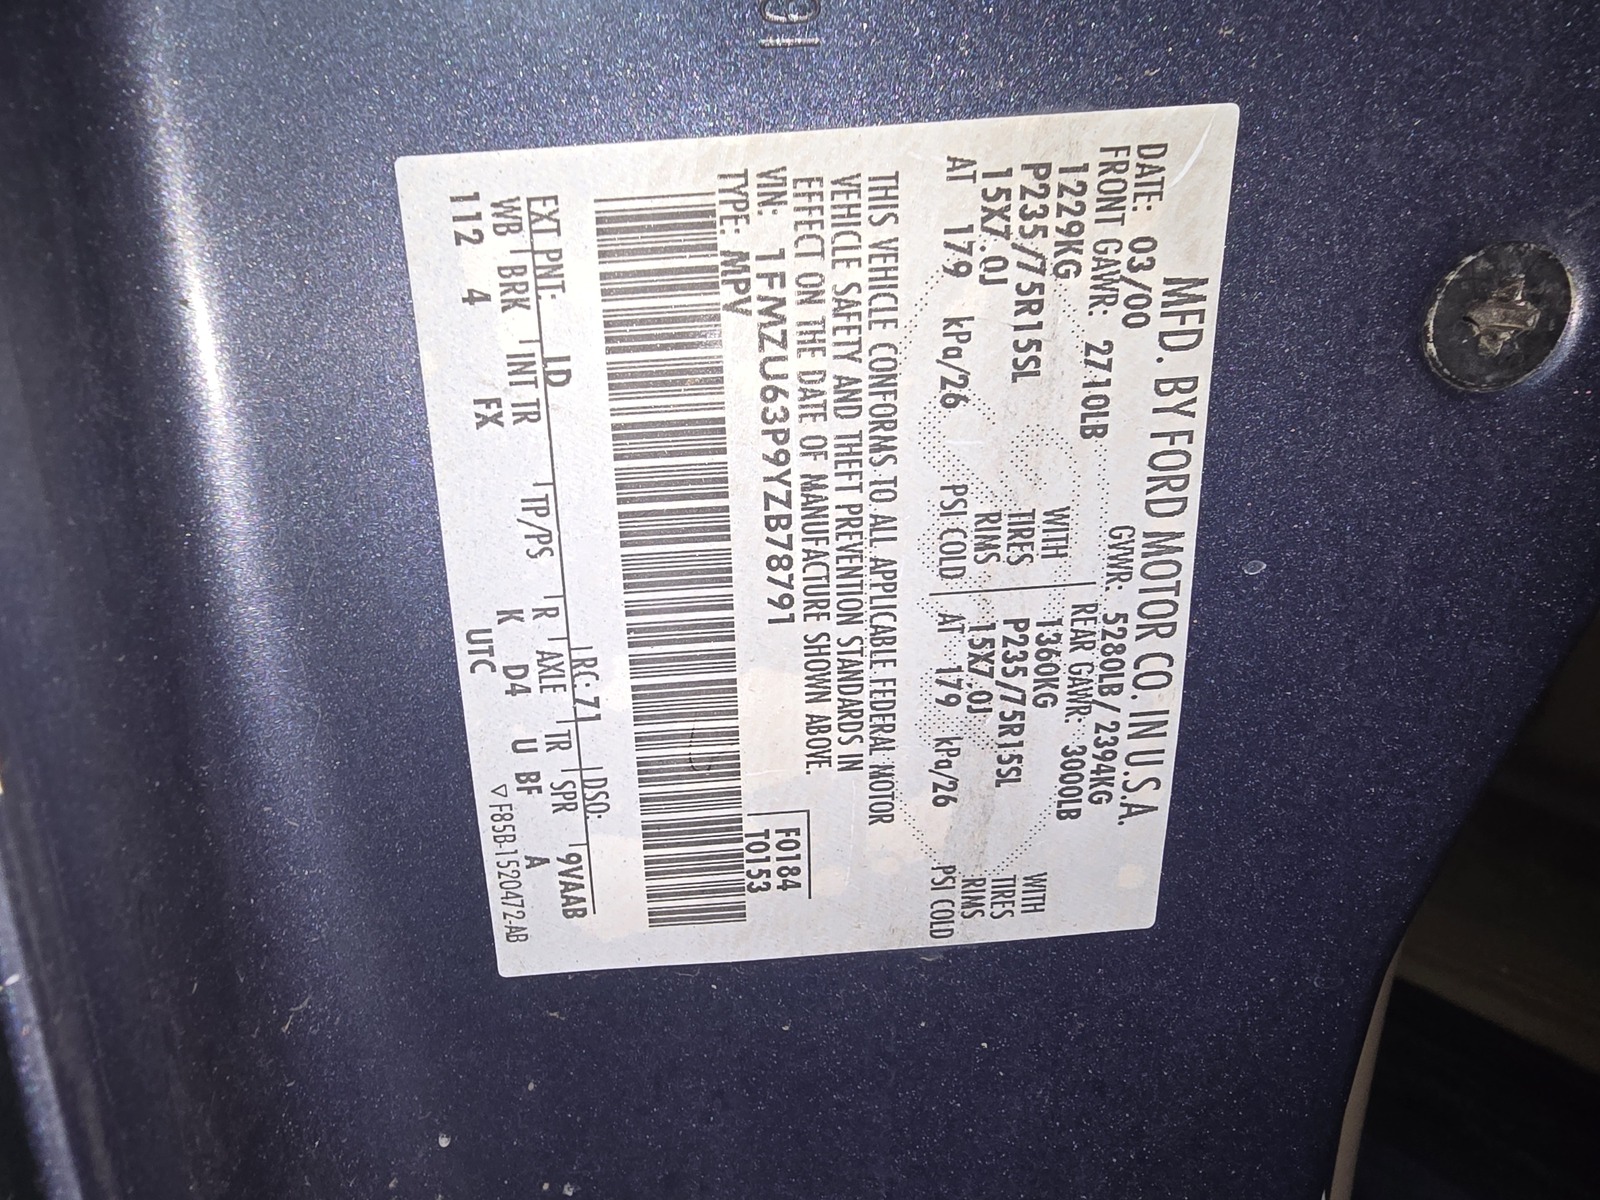 MFD. BY FORD MOTOR CO. IN U.S.A.
DATE: 03/00 GVWR: 5280LB/2394KG
FRONT GAWR: 2710LB REAR GAWR: 3000LB
1229KG WITH 1360KG WITH
P235/75R15SL TIRES P235/75R15SL TIRES
15X7.0J RIMS 15X7.0J RIMS
AT 179 kPa/26 PSI COLD AT 179 kPa/26 PSI COLD
THIS VEHICLE CONFORMS TO ALL APPLICABLE FEDERAL MOTOR
VEHICLE SAFETY AND THEFT PREVENTION STANDARDS IN
EFFECT ON THE DATE OF MANUFACTURE SHOWN ABOVE.
VIN: 1FMZU63P9YZB78791 F0184
TYPE: MPV T0153
EXT PNT: LD RC: 71 DSO: 9VAAB
WB BRK INT TR TP/PS R AXLE TR SPR
112 4 FX K D4 U BF A
UTC ▽F85B-1520472-AB